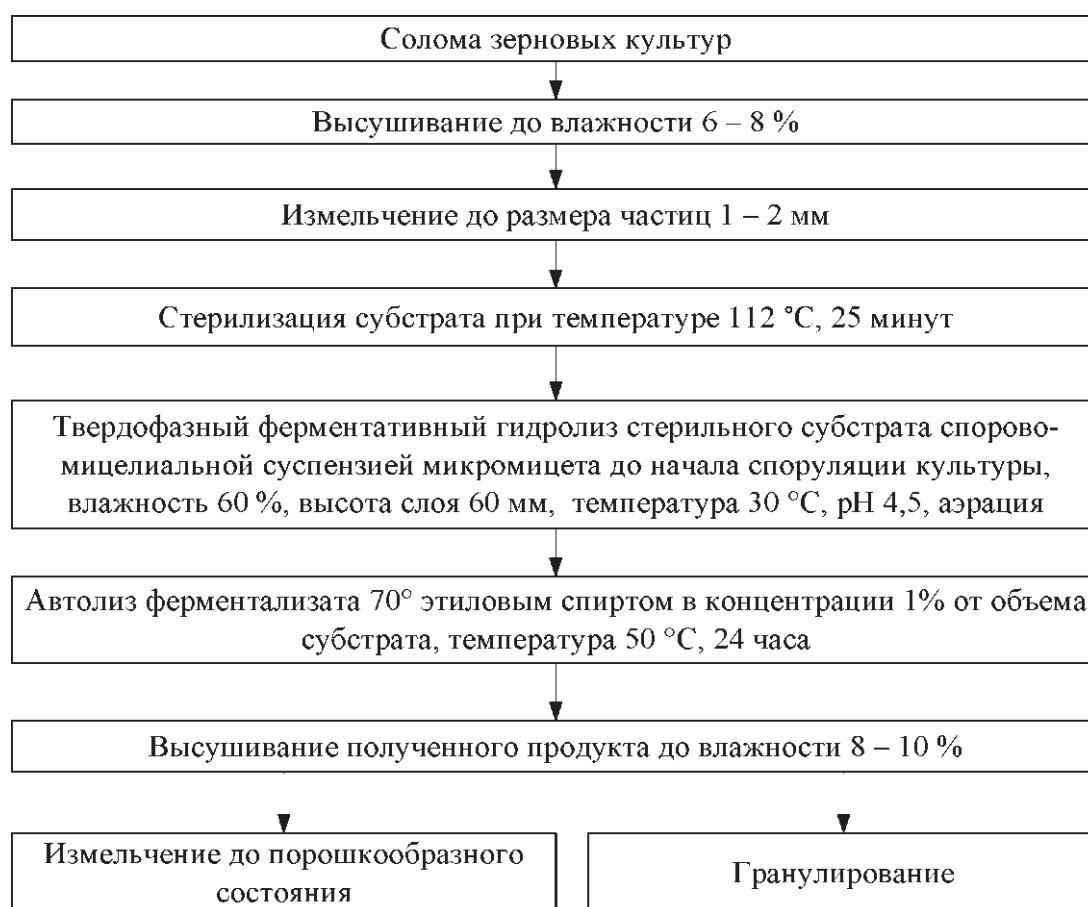 Солома зерновых культур
Высушивание до влажности 6 – 8 %
Измельчение до размера частиц 1 – 2 мм
Стерилизация субстрата при температуре 112 °С, 25 минут
Твердофазный ферментативный гидролиз стерильного субстрата спорово-
мицелиальной суспензией микромицета до начала споруляции культуры,
влажность 60 %, высота слоя 60 мм, температура 30 °С, рН 4,5, аэрация
Автолиз ферментализата 70° этиловым спиртом в концентрации 1% от объема
субстрата, температура 50 °С, 24 часа
Высушивание полученного продукта до влажности 8 – 10 %
Измельчение до порошкообразного
состояния
Гранулирование